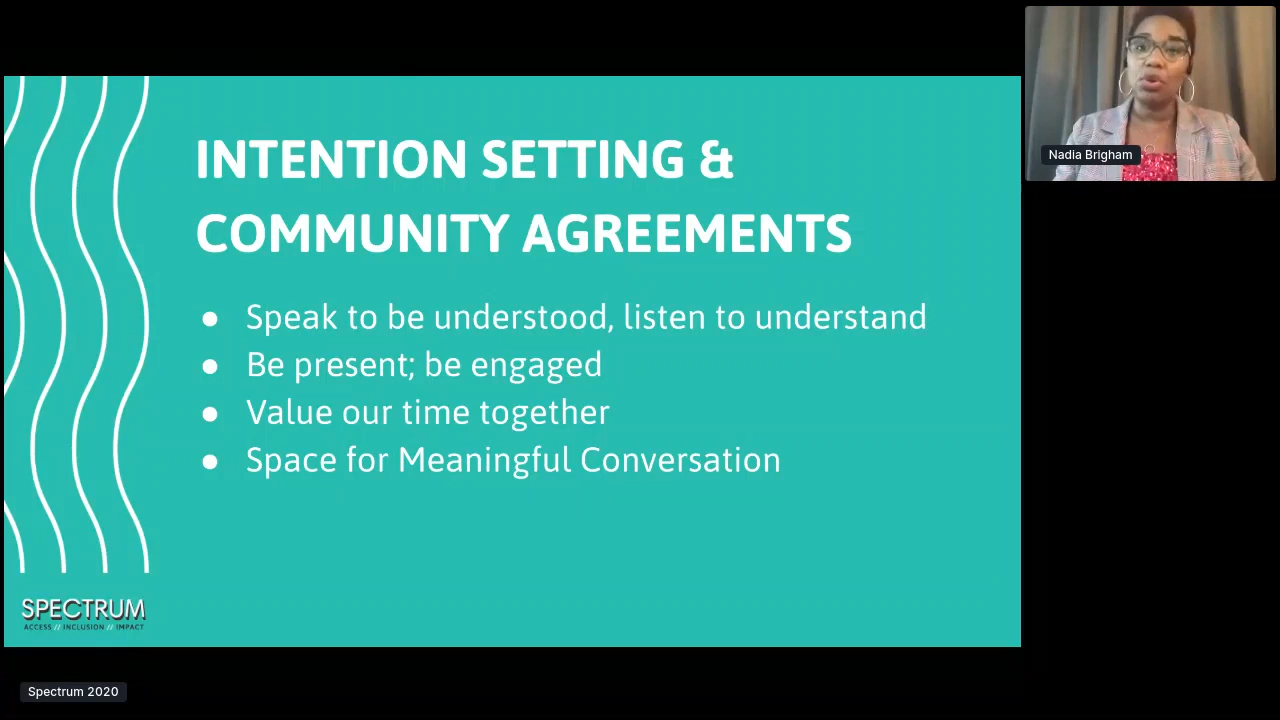 INTENTION SETTING &
COMMUNITY AGREEMENTS
● Speak to be understood, listen to understand
● Be present; be engaged
● Value our time together
● Space for Meaningful Conversation
SPECTRUM
ACCESS // INCLUSION // IMPACT
Spectrum 2020
Nadia Brigham